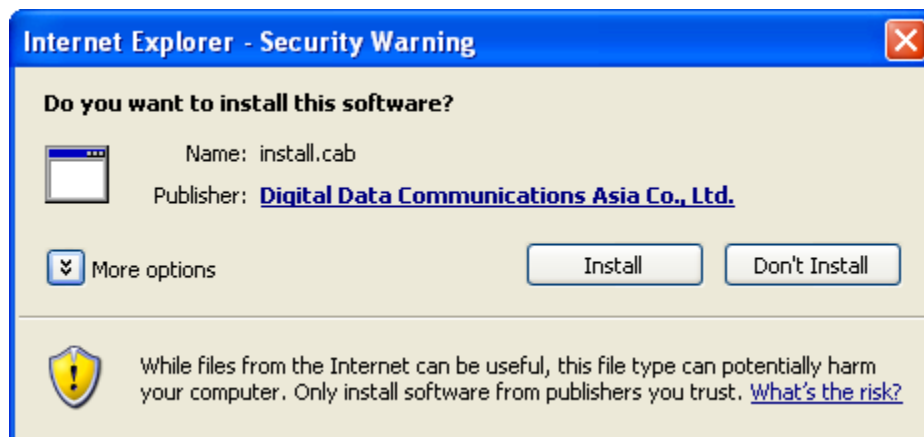 Internet Explorer - Security Warning
Do you want to install this software?
Name: install.cab
Publisher: Digital Data Communications Asia Co., Ltd.
More options
Install
Don't Install
While files from the Internet can be useful, this file type can potentially harm
your computer. Only install software from publishers you trust. What's the risk?